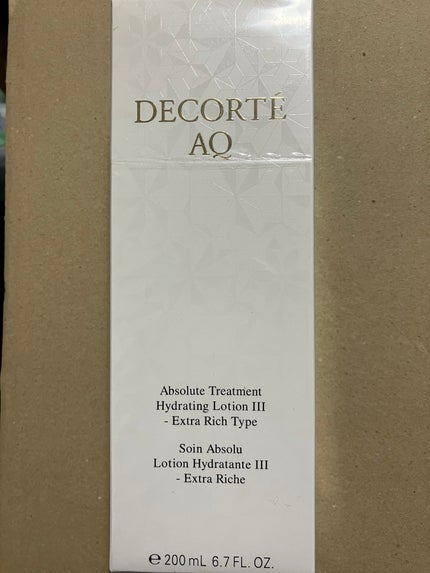 DECORTÉ
AQ
Absolute Treatment
Hydrating Lotion III
- Extra Rich Type
Soin Absolu
Lotion Hydratante III
- Extra Riche
℮ 200 mL 6.7 FL. OZ.